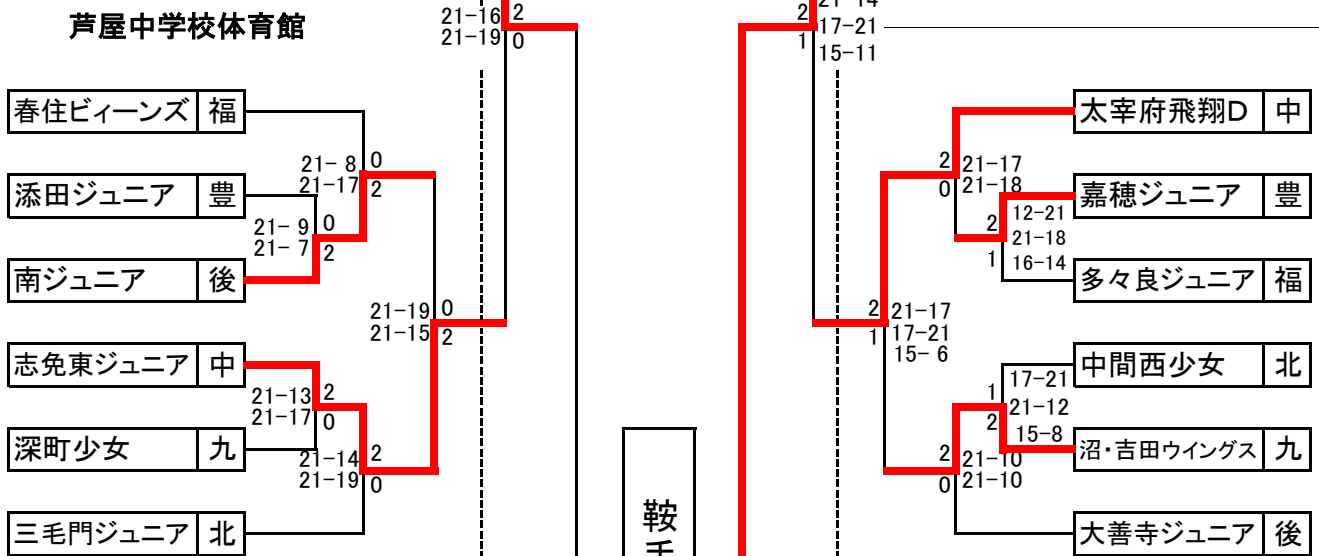 芦屋中学校体育館
21-16 2
21-19 0
2
1
17-21
15-11
春住ビィーンズ 福
添田ジュニア 豊
南ジュニア 後
志免東ジュニア 中
深町少女 九
三毛門ジュニア 北
21- 8 0
21-17 2
21- 9 0
21- 7 2
21-19 0
21-15 2
21-13 2
21-17 0
21-14 2
21-19 0
鞍
太宰府飛翔D 中
嘉穂ジュニア 豊
多々良ジュニア 福
中間西少女 北
沼・吉田ウイングス 九
大善寺ジュニア 後
2 21-17
0 21-18
2 12-21
21-18
1 16-14
2 21-17
1 17-21
15- 6
1 17-21
21-12
2 15-8
2 21-10
0 21-10